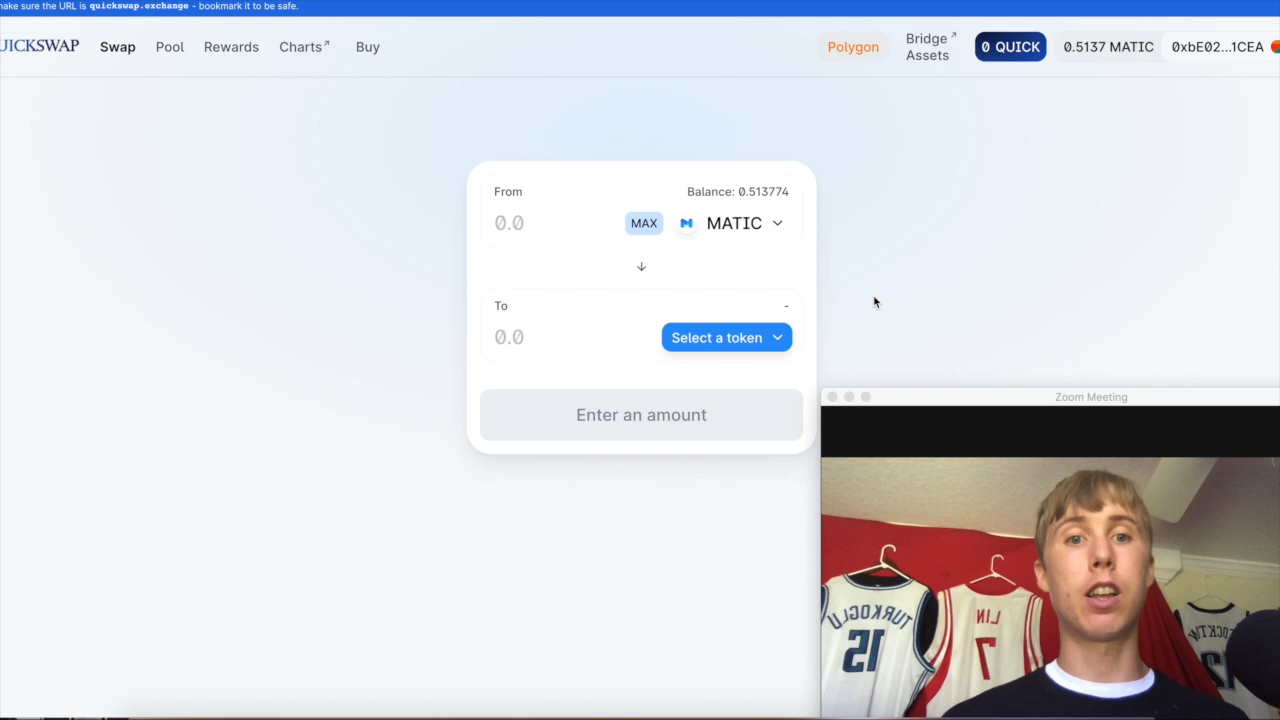 make sure the URL is quickswap.exchange - bookmark it to be safe.
UICKSWAP Swap Pool Rewards Charts↗ Buy Polygon Bridge↗ Assets 0 QUICK 0.5137 MATIC 0xbE02...1CEA
From Balance: 0.513774
0.0 MAX MATIC
To -
0.0 Select a token
Enter an amount
Zoom Meeting
TURKOGLU
LIN
15
7